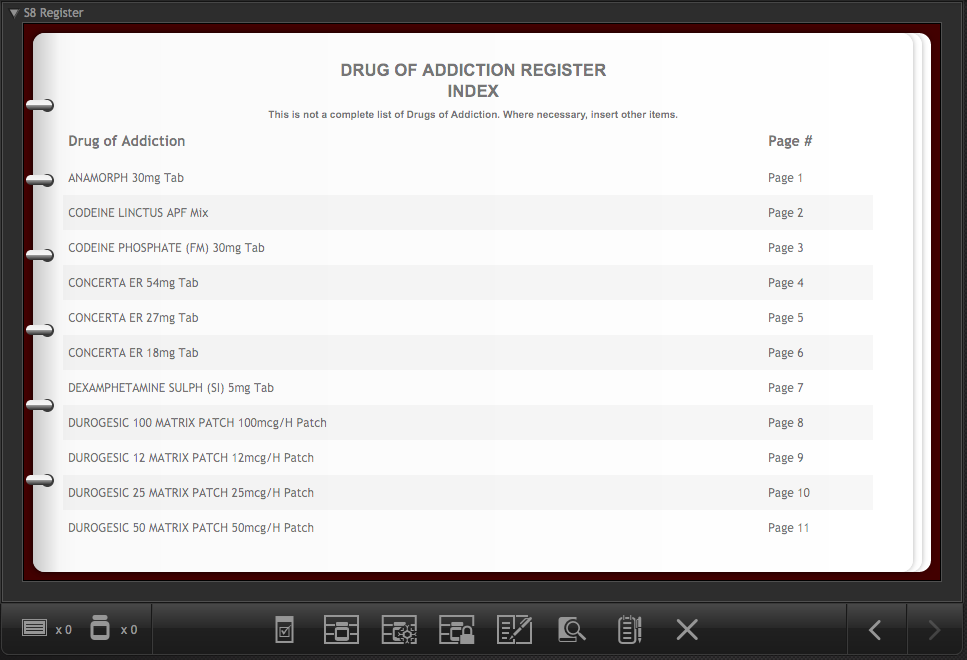 S8 Register
DRUG OF ADDICTION REGISTER
INDEX
This is not a complete list of Drugs of Addiction. Where necessary, insert other items.
Drug of Addiction Page #
ANAMORPH 30mg Tab Page 1
CODEINE LINCTUS APF Mix Page 2
CODEINE PHOSPHATE (FM) 30mg Tab Page 3
CONCERTA ER 54mg Tab Page 4
CONCERTA ER 27mg Tab Page 5
CONCERTA ER 18mg Tab Page 6
DEXAMPHETAMINE SULPH (SI) 5mg Tab Page 7
DUROGESIC 100 MATRIX PATCH 100mcg/H Patch Page 8
DUROGESIC 12 MATRIX PATCH 12mcg/H Patch Page 9
DUROGESIC 25 MATRIX PATCH 25mcg/H Patch Page 10
DUROGESIC 50 MATRIX PATCH 50mcg/H Patch Page 11
x 0 x 0